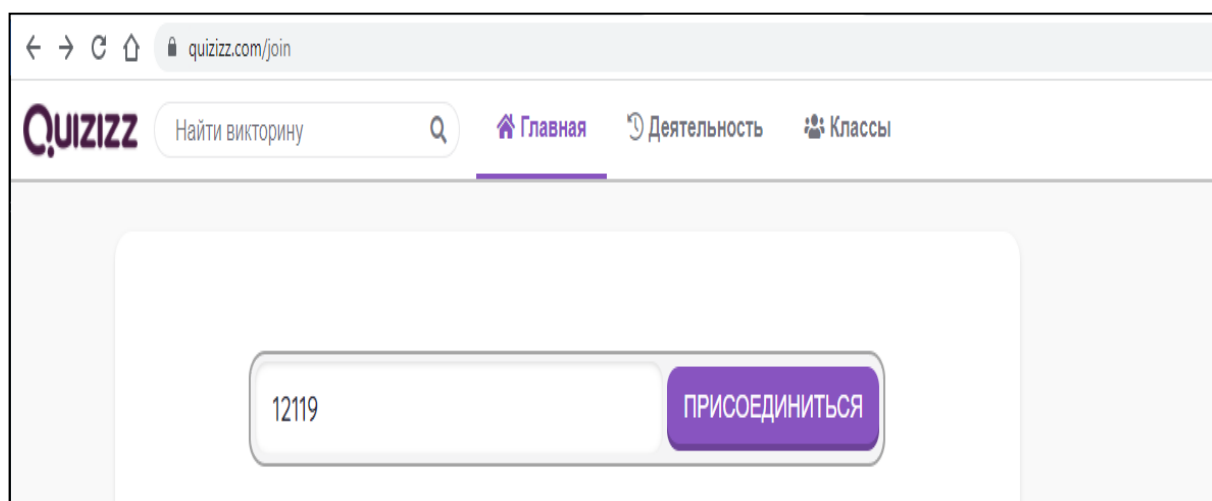 quizizz.com/join
QUIZIZZ Найти викторину Главная Деятельность Классы
12119 ПРИСОЕДИНИТЬСЯ